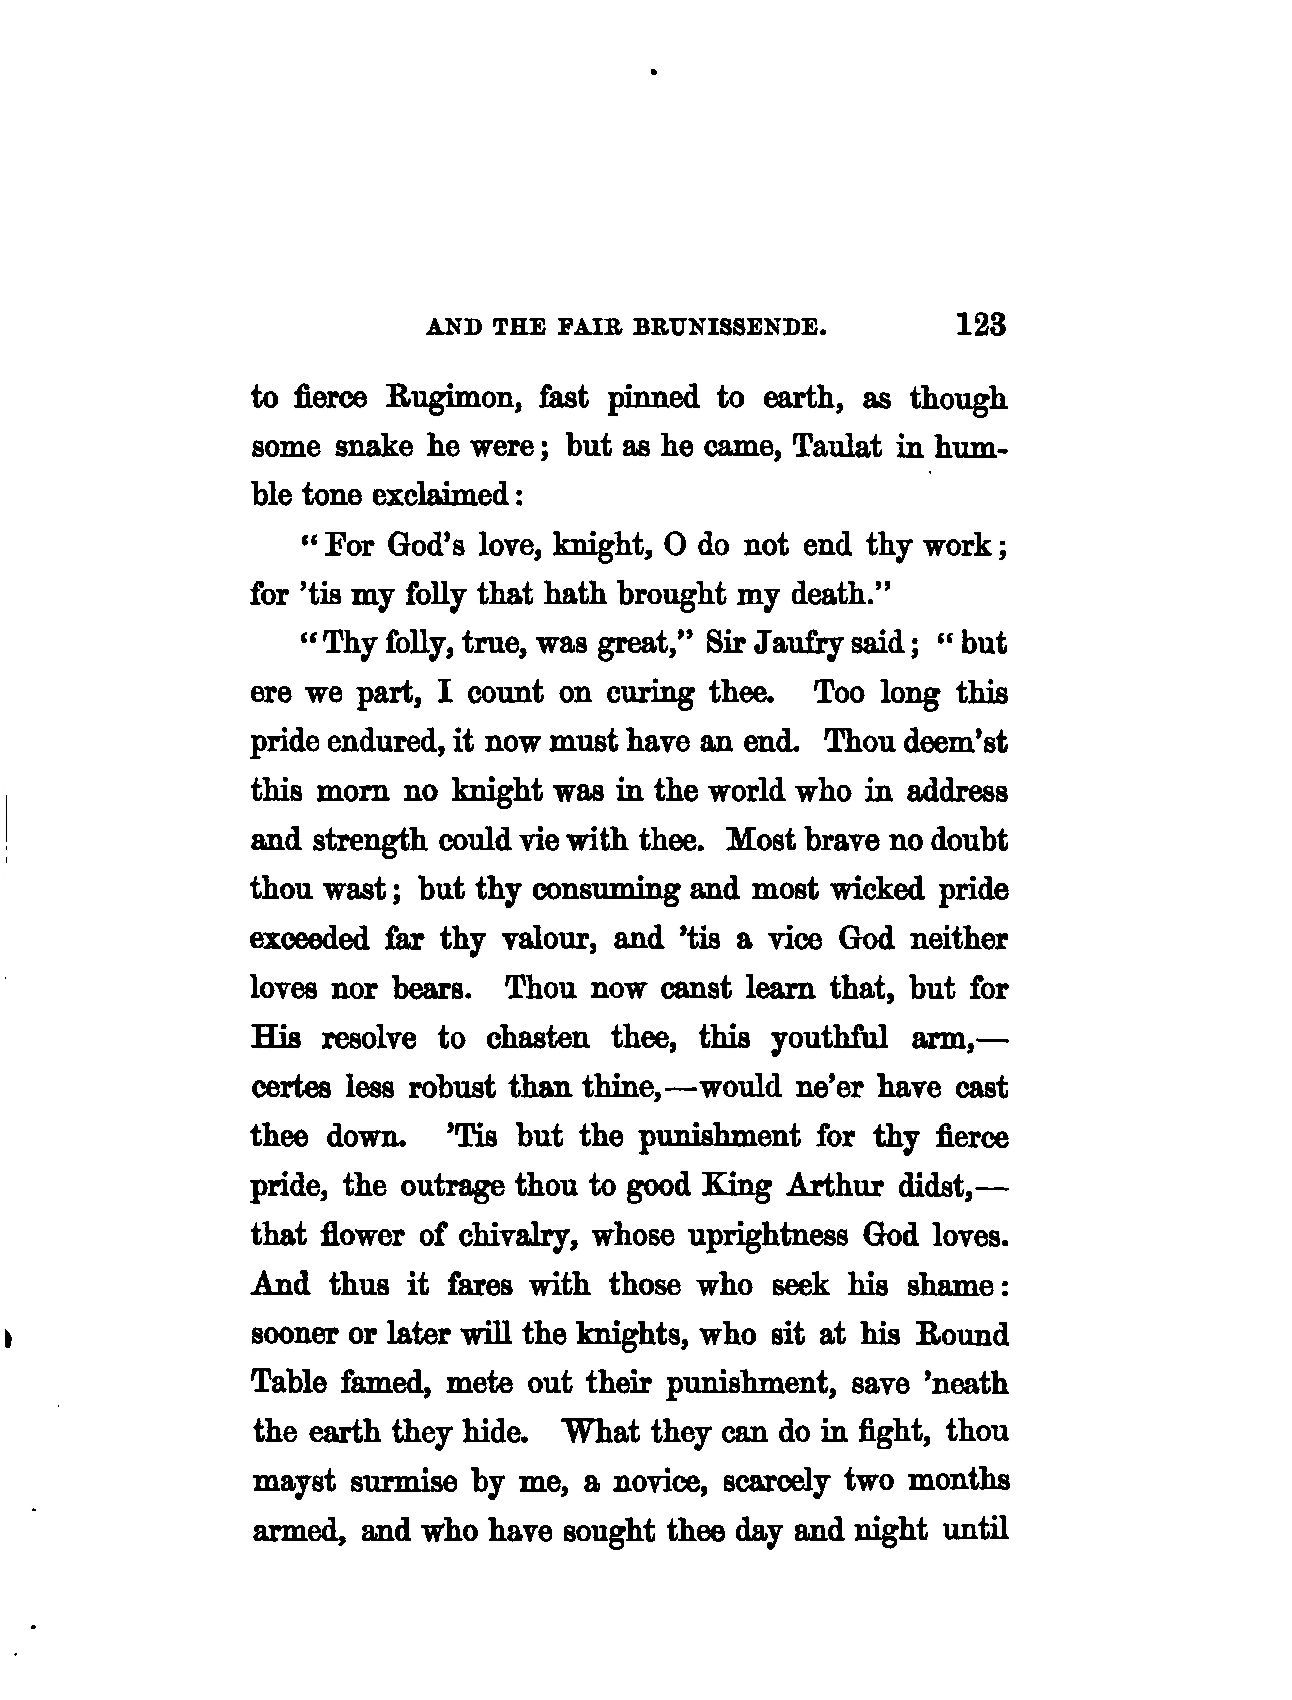 AND THE FAIR BRUNISSENDE. 123
to fierce Rugimon, fast pinned to earth, as though
some snake he were; but as he came, Taulat in hum-
ble tone exclaimed:
"For God's love, knight, O do not end thy work;
for 'tis my folly that hath brought my death."
"Thy folly, true, was great," Sir Jaufry said; "but
ere we part, I count on curing thee. Too long this
pride endured, it now must have an end. Thou deem'st
this morn no knight was in the world who in address
and strength could vie with thee. Most brave no doubt
thou wast; but thy consuming and most wicked pride
exceeded far thy valour, and 'tis a vice God neither
loves nor bears. Thou now canst learn that, but for
His resolve to chasten thee, this youthful arm,—
certes less robust than thine,—would ne'er have cast
thee down. 'Tis but the punishment for thy fierce
pride, the outrage thou to good King Arthur didst,—
that flower of chivalry, whose uprightness God loves.
And thus it fares with those who seek his shame:
sooner or later will the knights, who sit at his Round
Table famed, mete out their punishment, save 'neath
the earth they hide. What they can do in fight, thou
mayst surmise by me, a novice, scarcely two months
armed, and who have sought thee day and night until